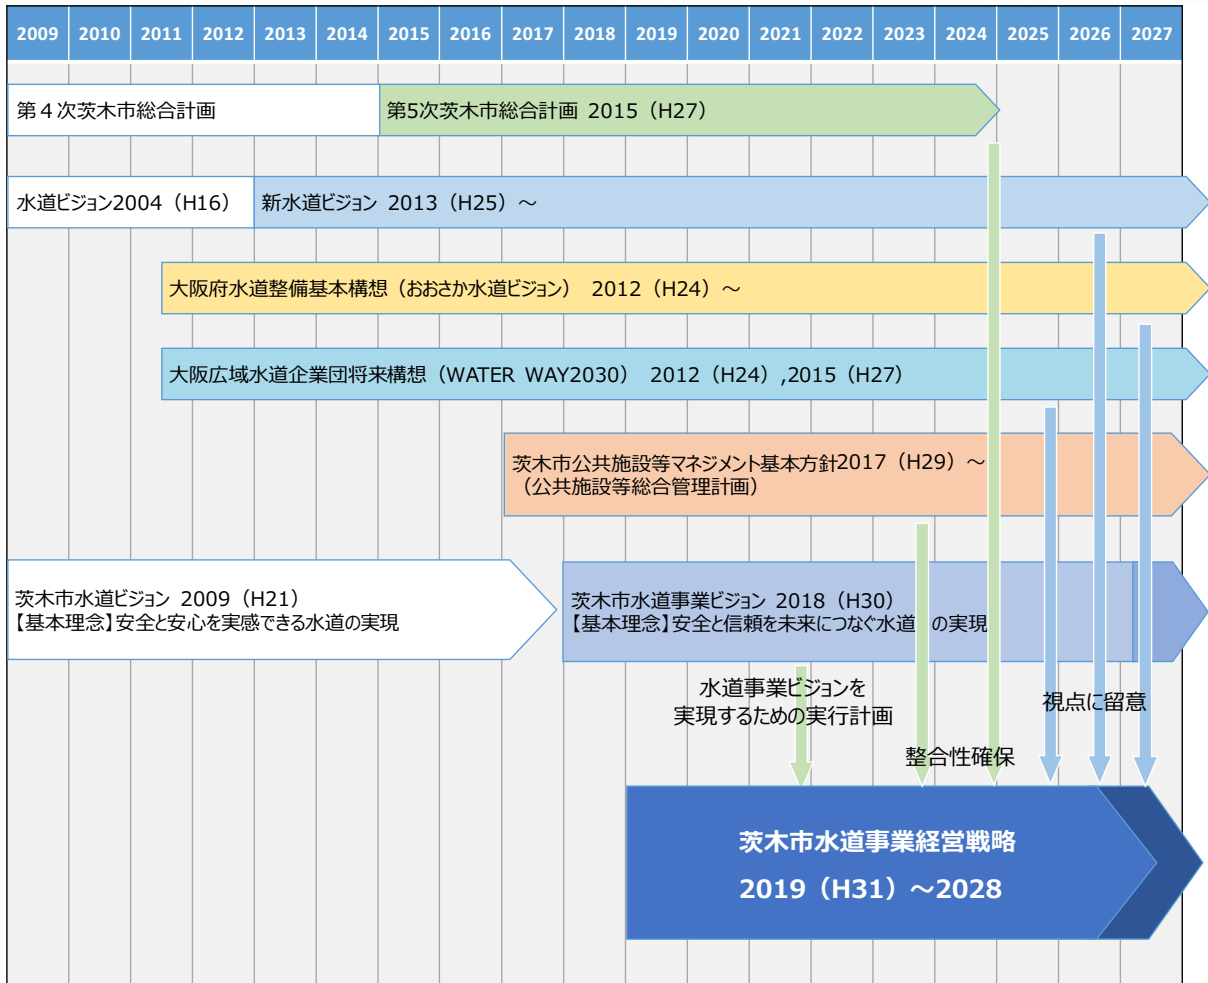 2009 2010 2011 2012 2013 2014 2015 2016 2017 2018 2019 2020 2021 2022 2023 2024 2025 2026 2027
第４次茨木市総合計画
第5次茨木市総合計画 2015（H27）
水道ビジョン2004（H16）
新水道ビジョン 2013（H25）～
大阪府水道整備基本構想（おおさか水道ビジョン） 2012（H24）～
大阪広域水道企業団将来構想（WATER WAY2030） 2012（H24）,2015（H27）
茨木市公共施設等マネジメント基本方針2017（H29）～
（公共施設等総合管理計画）
茨木市水道ビジョン 2009（H21）
【基本理念】安全と安心を実感できる水道の実現
茨木市水道事業ビジョン 2018（H30）
【基本理念】安全と信頼を未来につなぐ水道 の実現
水道事業ビジョンを
実現するための実行計画
整合性確保
視点に留意
茨木市水道事業経営戦略
2019（H31）～2028